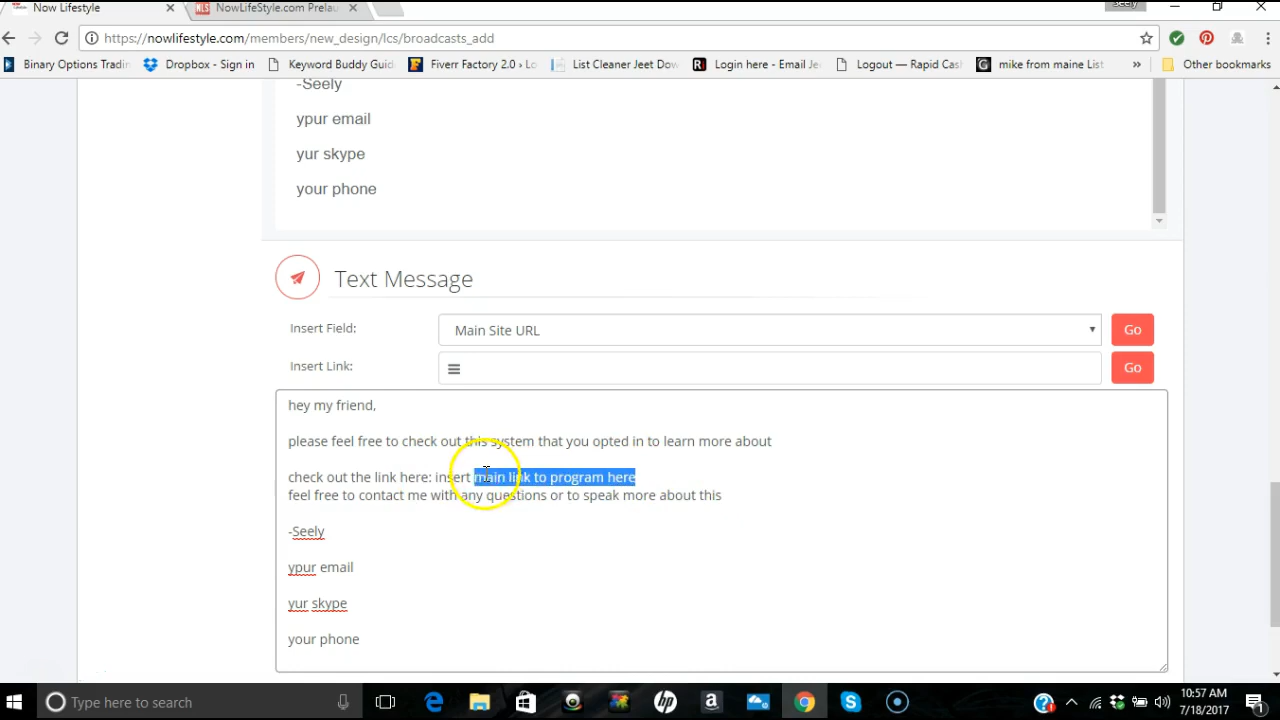 Now Lifestyle
NowLifeStyle.com Prelau
Seely
https://nowlifestyle.com/members/new_design/lcs/broadcasts_add
Binary Options Tradin
Dropbox - Sign in
Keyword Buddy Guid
Fiverr Factory 2.0 › Lo
List Cleaner Jeet Dow
Login here - Email Je
Logout — Rapid Cas
mike from maine List
Other bookmarks
-Seely
ypur email
yur skype
your phone
Text Message
Insert Field:
Main Site URL
Go
Insert Link:
Go
hey my friend,
please feel free to check out this system that you opted in to learn more about
check out the link here: insert main link to program here
feel free to contact me with any questions or to speak more about this
-Seely
ypur email
yur skype
your phone
Type here to search
10:57 AM
7/18/2017